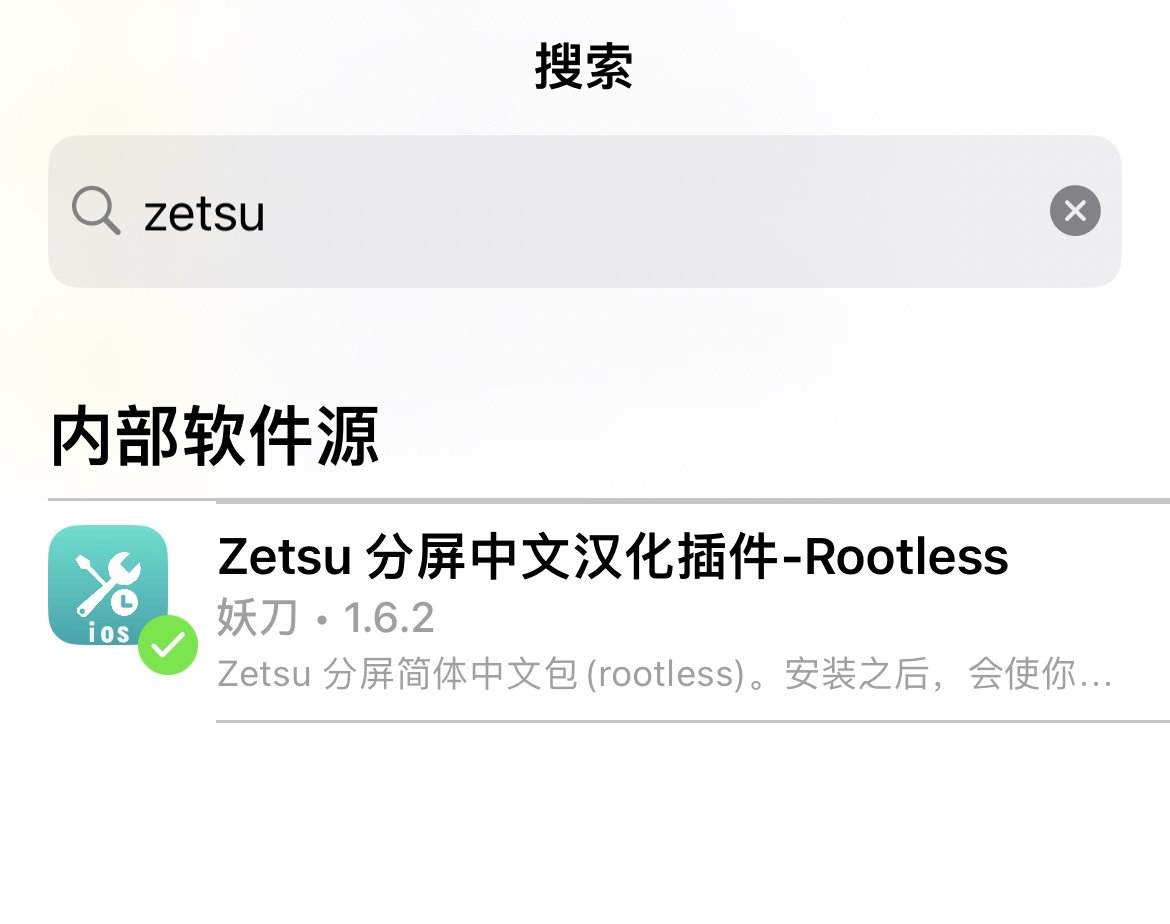 搜索
zetsu
内部软件源
Zetsu 分屏中文汉化插件-Rootless
ios
妖刀 • 1.6.2
Zetsu 分屏简体中文包(rootless)。安装之后，会使你...